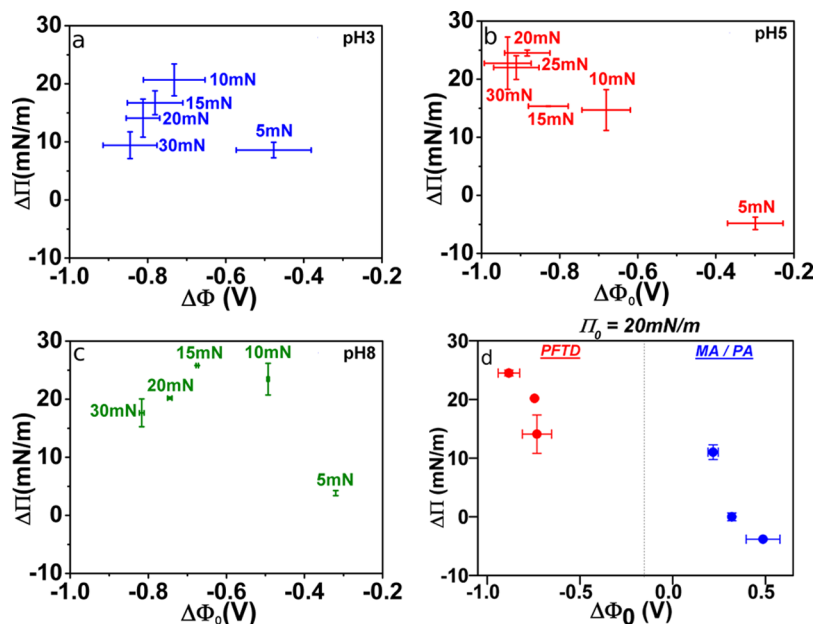 a
pH3
30
20
10
0
-10
ΔΠ(mN/m)
10mN
15mN
20mN
30mN
5mN
-1.0 -0.8 -0.6 -0.4 -0.2
ΔΦ (V)
b
pH5
30
20
10
0
-10
ΔΠ(mN/m)
20mN
25mN
10mN
30mN
15mN
5mN
-1.0 -0.8 -0.6 -0.4 -0.2
ΔΦ₀(V)
c
pH8
30
20
10
0
-10
ΔΠ(mN/m)
15mN
10mN
20mN
30mN
5mN
-1.0 -0.8 -0.6 -0.4 -0.2
ΔΦ₀(V)
Π₀ = 20mN/m
d
PFTD
MA / PA
30
20
10
0
-10
ΔΠ (mN/m)
-1.0 -0.5 0.0 0.5
ΔΦ0 (V)